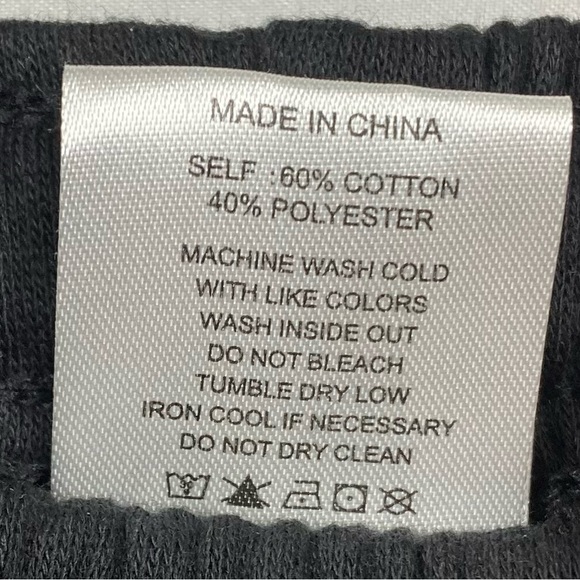 MADE IN CHINA
SELF :60% COTTON
40% POLYESTER
MACHINE WASH COLD
WITH LIKE COLORS
WASH INSIDE OUT
DO NOT BLEACH
TUMBLE DRY LOW
IRON COOL IF NECESSARY
DO NOT DRY CLEAN